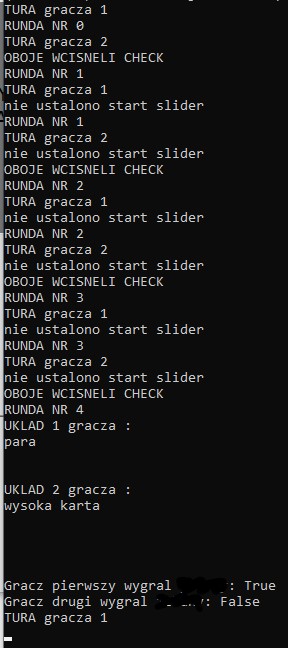 TURA gracza 1
RUNDA NR 0
TURA gracza 2
OBOJE WCISNELI CHECK
RUNDA NR 1
TURA gracza 1
nie ustalono start slider
RUNDA NR 1
TURA gracza 2
nie ustalono start slider
OBOJE WCISNELI CHECK
RUNDA NR 2
TURA gracza 1
nie ustalono start slider
RUNDA NR 2
TURA gracza 2
nie ustalono start slider
OBOJE WCISNELI CHECK
RUNDA NR 3
TURA gracza 1
nie ustalono start slider
RUNDA NR 3
TURA gracza 2
nie ustalono start slider
OBOJE WCISNELI CHECK
RUNDA NR 4
UKLAD 1 gracza :
para
UKLAD 2 gracza :
wysoka karta
Gracz pierwszy wygral : True
Gracz drugi wygral : False
TURA gracza 1